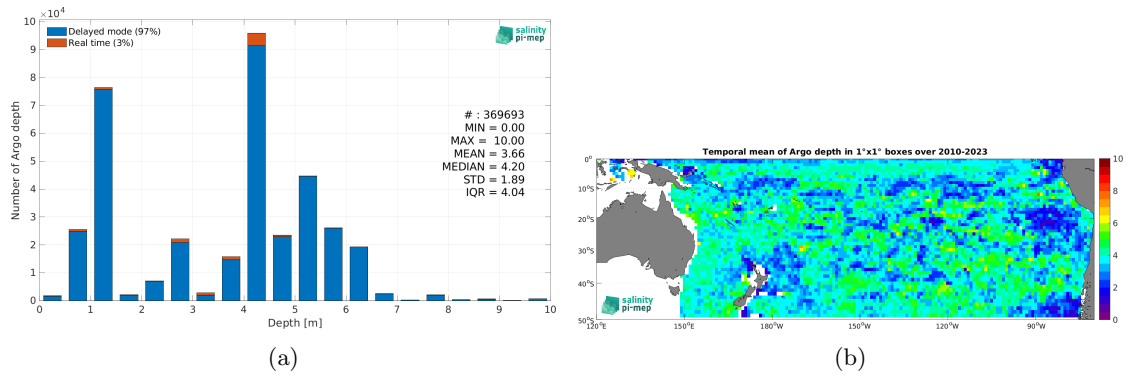 ×10⁴
10
9
8
7
6
5
4
3
2
1
0
Number of Argo depth
Delayed mode (97%)
Real time (3%)
salinity
pi-mep
# : 369693
MIN = 0.00
MAX = 10.00
MEAN = 3.66
MEDIAN = 4.20
STD = 1.89
IQR = 4.04
0 1 2 3 4 5 6 7 8 9 10
Depth [m]
(a)
Temporal mean of Argo depth in 1°x1° boxes over 2010-2023
0°
10°S
20°S
30°S
40°S
50°S
salinity
pi-mep
120°E 150°E 180°W 150°W 120°W 90°W
10
8
6
4
2
0
(b)